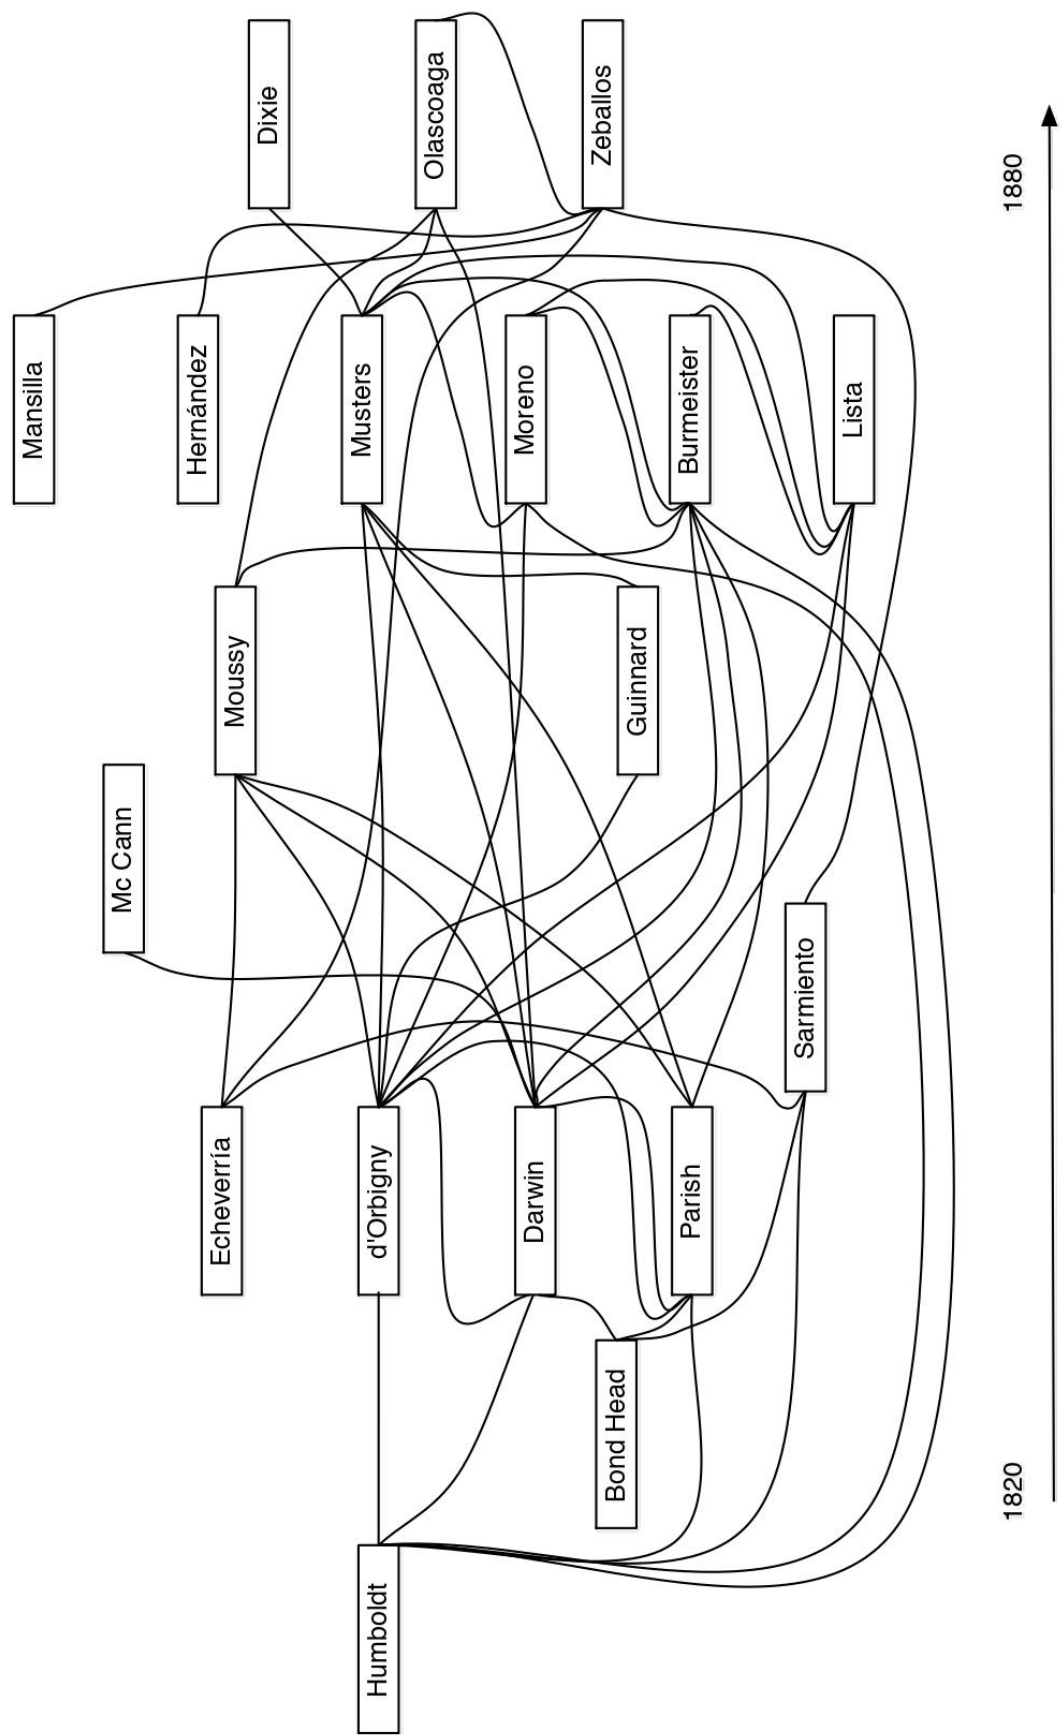 Mansilla
Hernández
Dixie
Olascoaga
Zeballos
Musters
Moreno
Burmeister
Lista
Mc Cann
Moussy
Guinnard
Sarmiento
Echeverría
d'Orbigny
Darwin
Parish
Bond Head
Humboldt
1820
1880